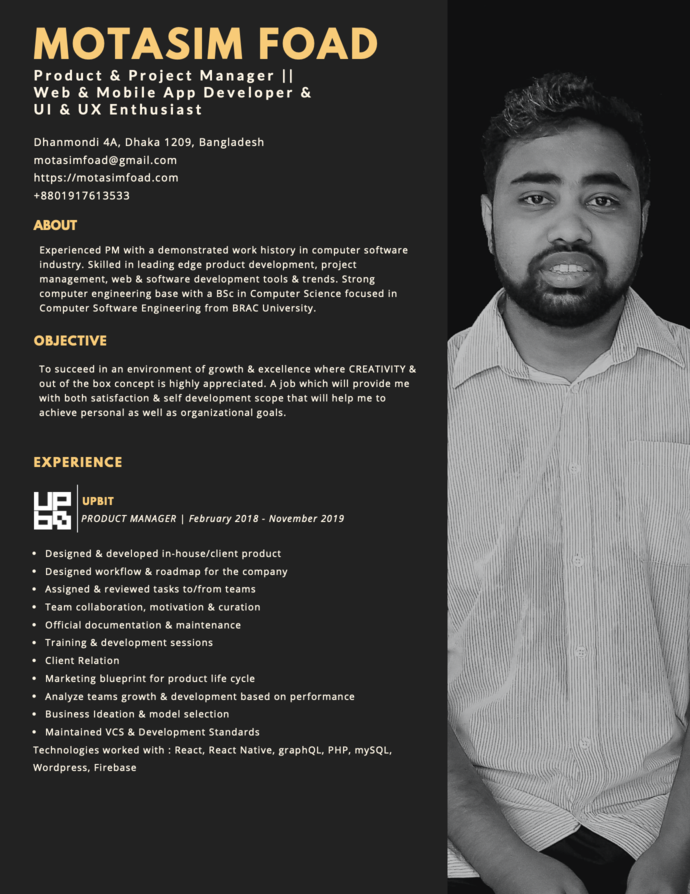 MOTASIM FOAD
Product & Project Manager ||
Web & Mobile App Developer &
UI & UX Enthusiast
Dhanmondi 4A, Dhaka 1209, Bangladesh
motasimfoad@gmail.com
https://motasimfoad.com
+8801917613533
ABOUT
Experienced PM with a demonstrated work history in computer software
industry. Skilled in leading edge product development, project
management, web & software development tools & trends. Strong
computer engineering base with a BSc in Computer Science focused in
Computer Software Engineering from BRAC University.
OBJECTIVE
To succeed in an environment of growth & excellence where CREATIVITY &
out of the box concept is highly appreciated. A job which will provide me
with both satisfaction & self development scope that will help me to
achieve personal as well as organizational goals.
EXPERIENCE
UP
UPBIT
PRODUCT MANAGER | February 2018 - November 2019
• Designed & developed in-house/client product
• Designed workflow & roadmap for the company
• Assigned & reviewed tasks to/from teams
• Team collaboration, motivation & curation
• Official documentation & maintenance
• Training & development sessions
• Client Relation
• Marketing blueprint for product life cycle
• Analyze teams growth & development based on performance
• Business Ideation & model selection
• Maintained VCS & Development Standards
Technologies worked with : React, React Native, graphQL, PHP, mySQL,
Wordpress, Firebase